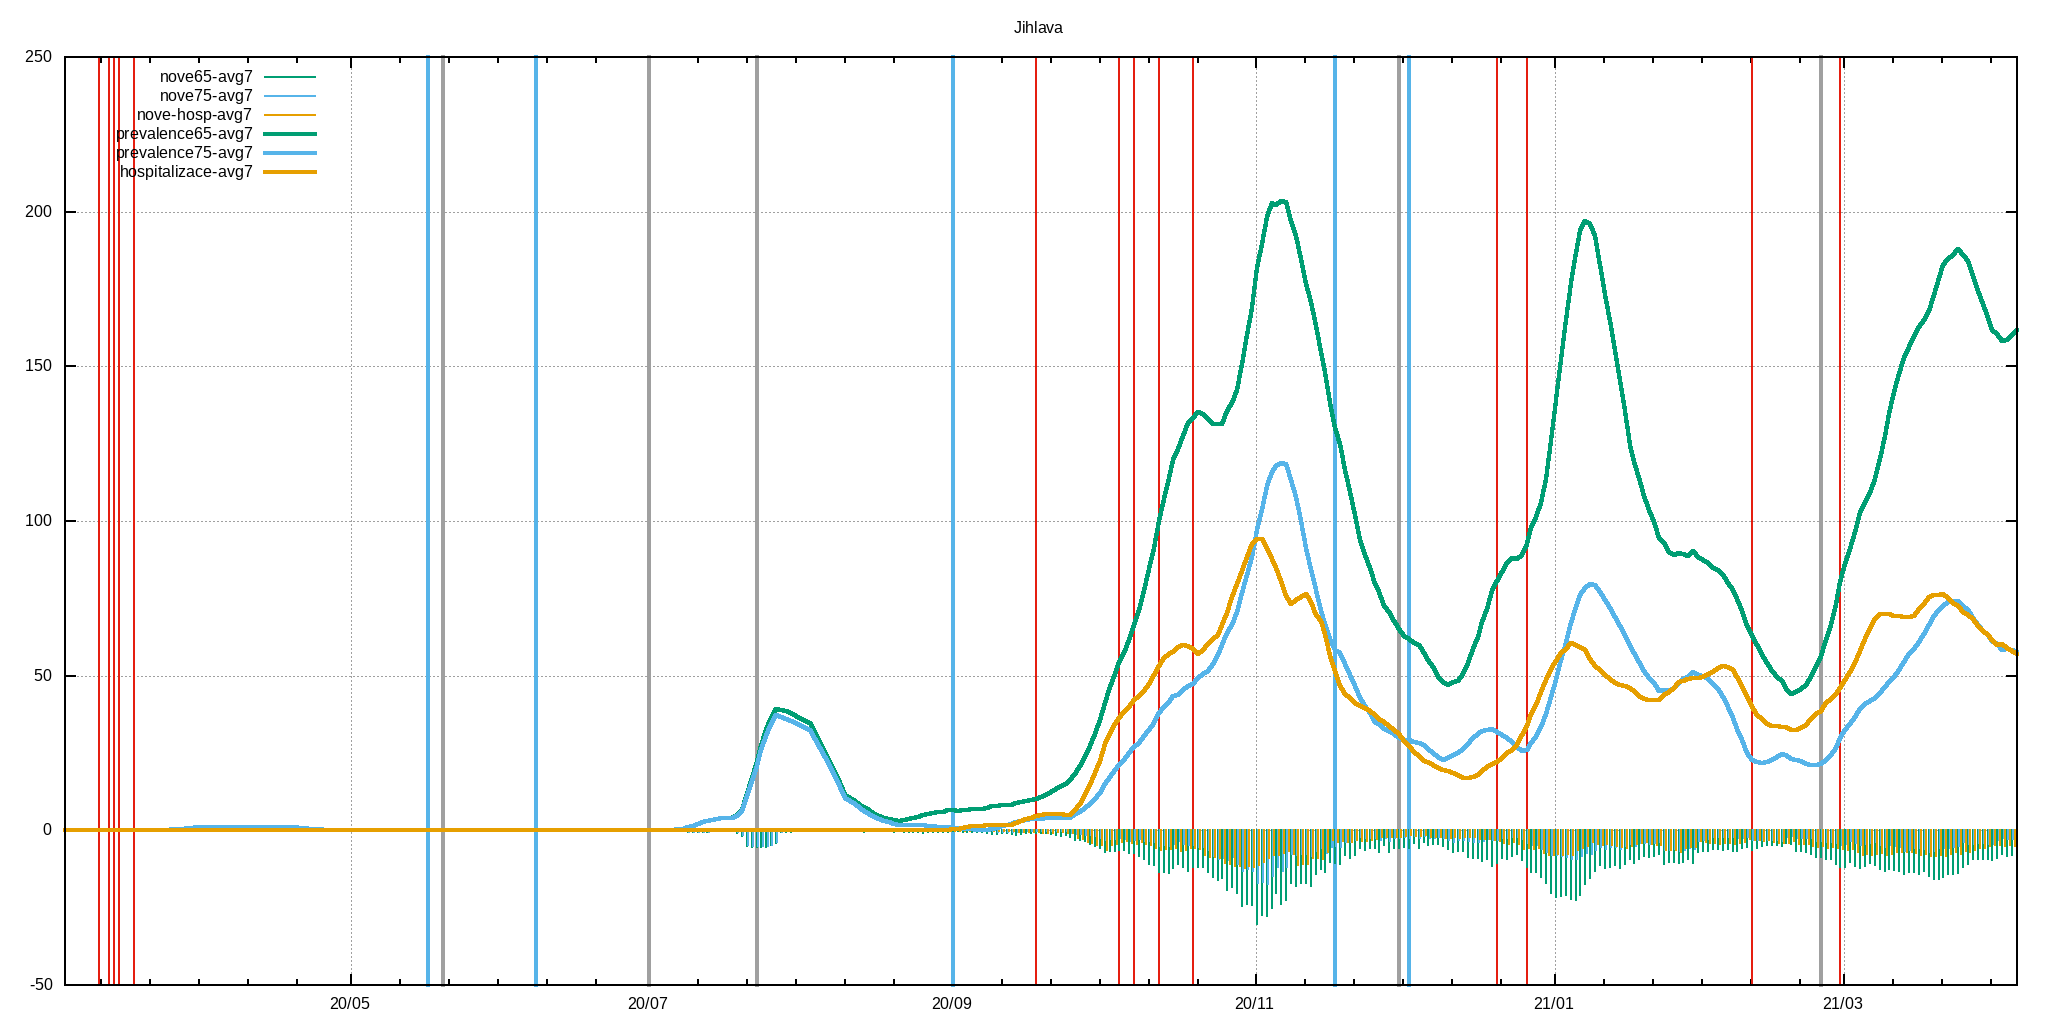 Jihlava
250
nove65-avg7
nove75-avg7
nove-hosp-avg7
prevalence65-avg7
prevalence75-avg7
hospitalizace-avg7
200
150
100
50
0
-50
20/05
20/07
20/09
20/11
21/01
21/03